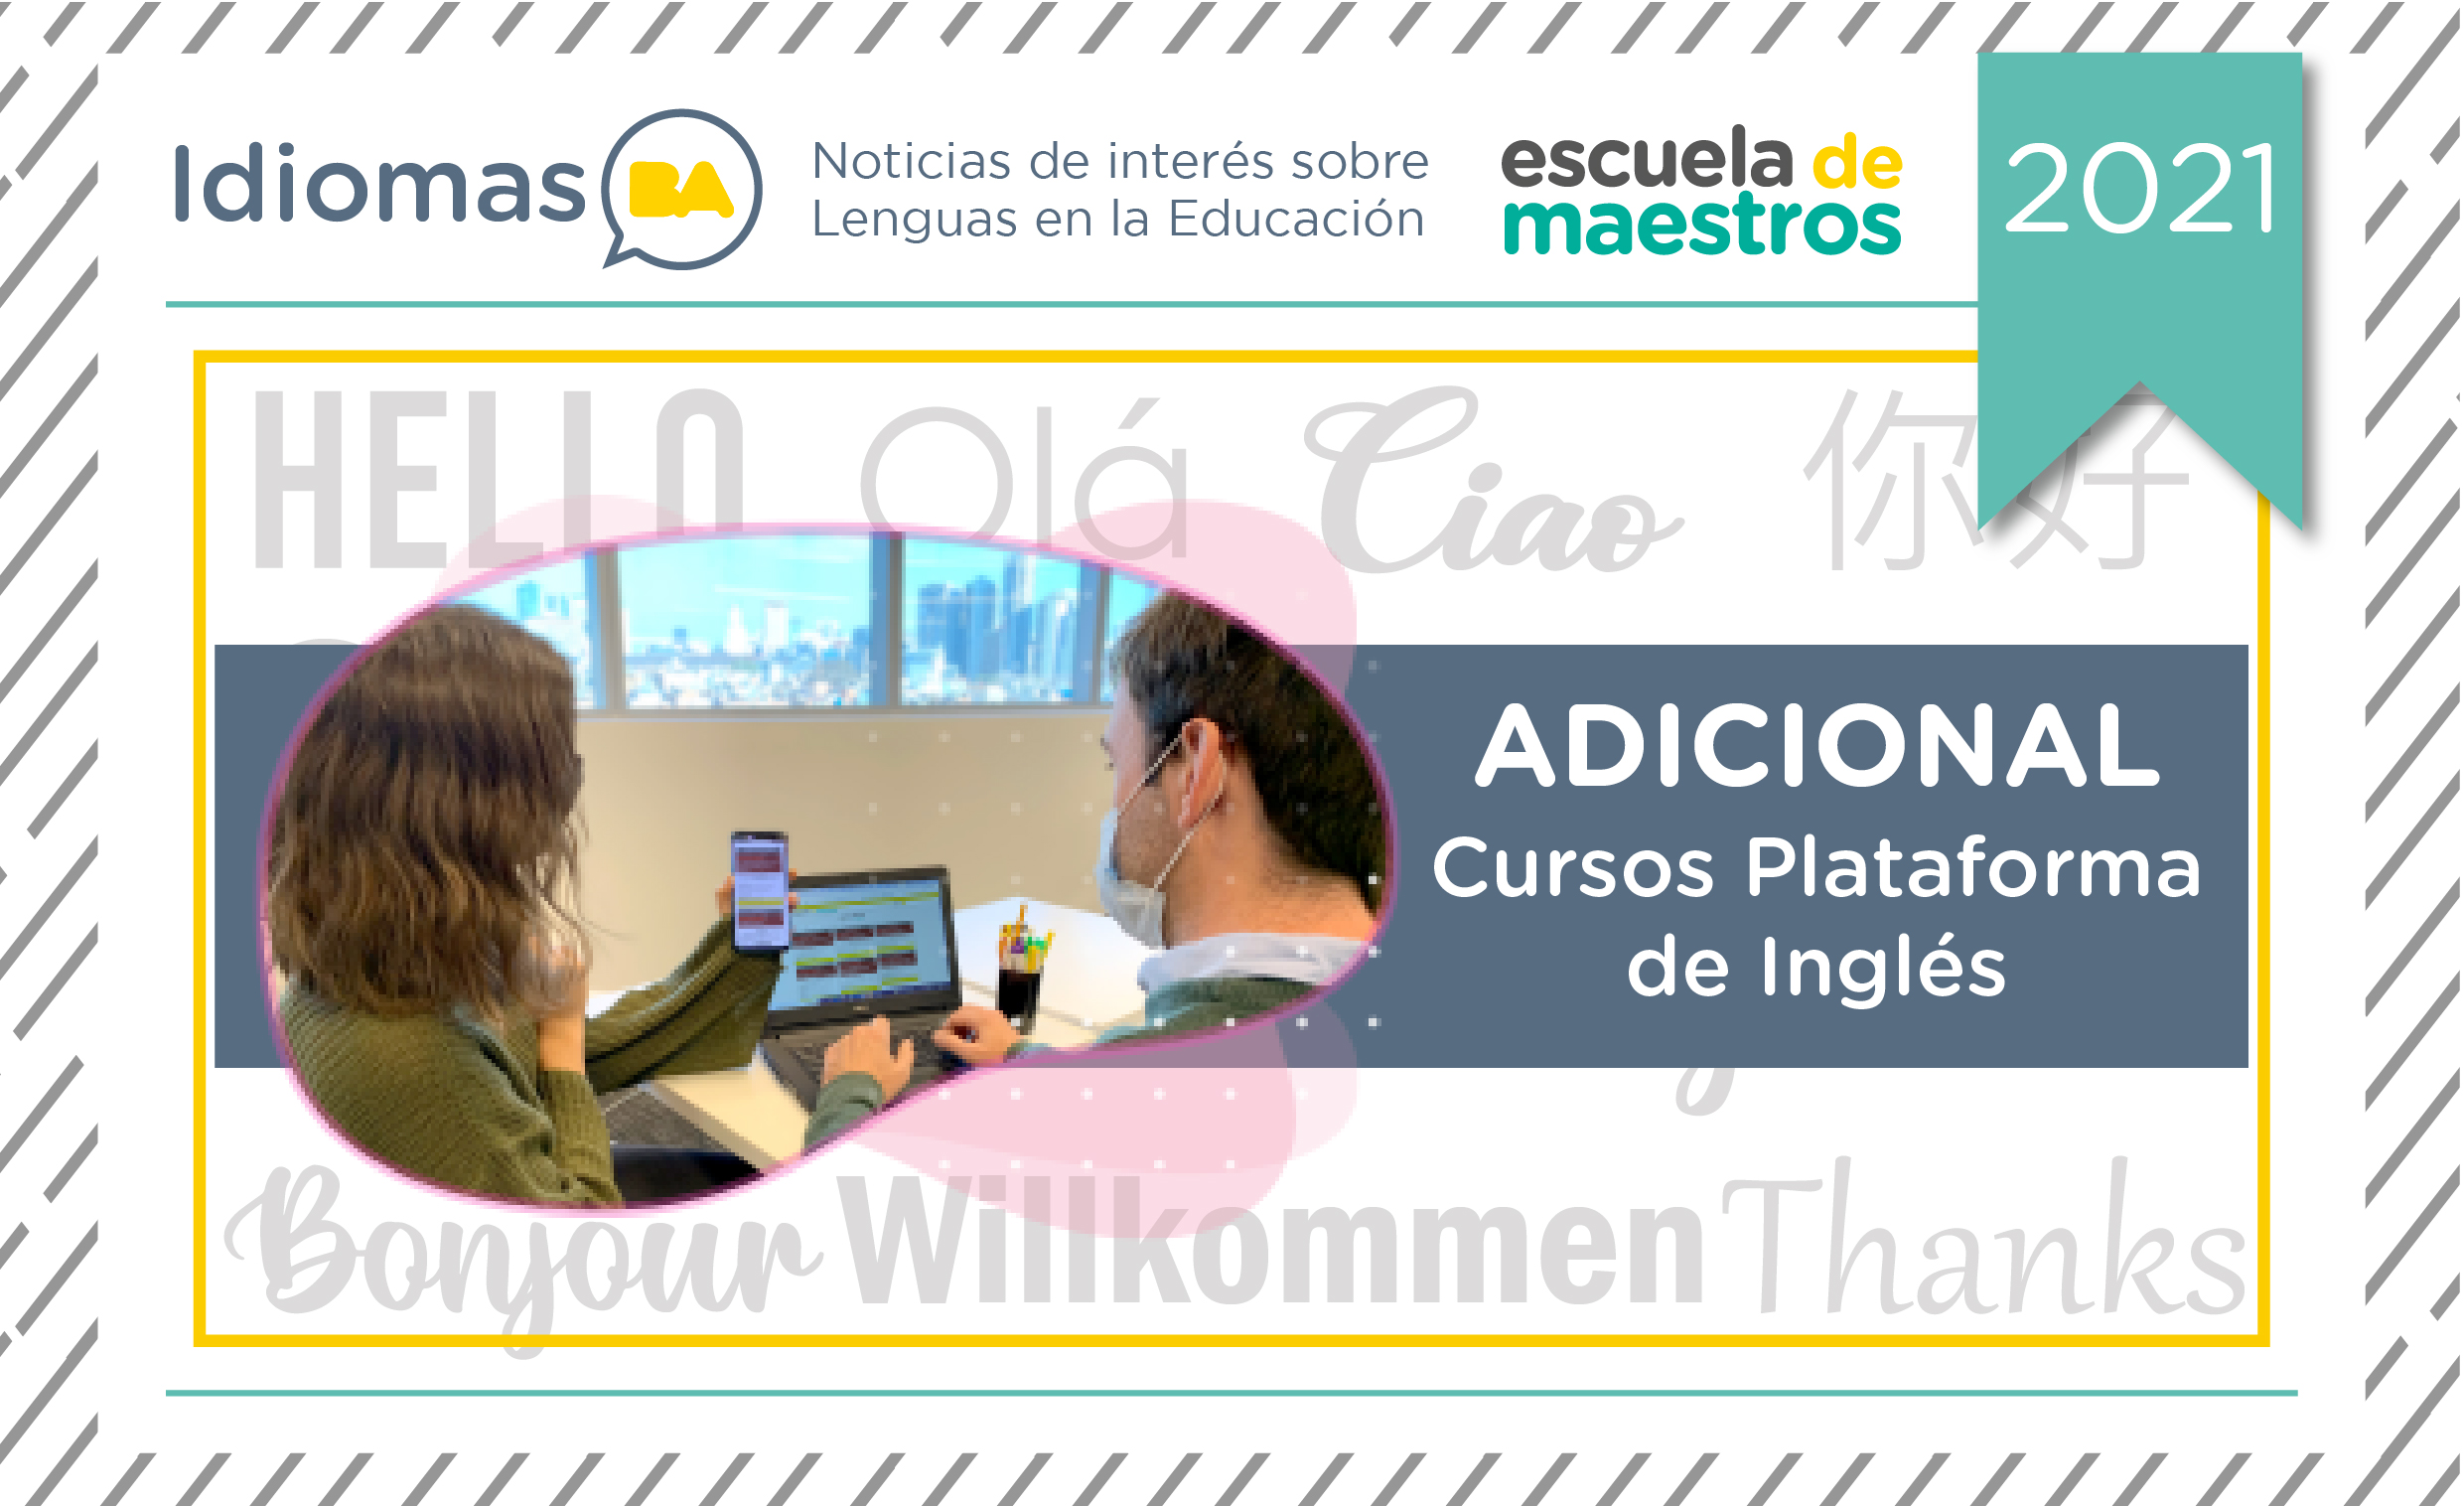 Idiomas BA
Noticias de interés sobre
Lenguas en la Educación
escuela de
maestros
2021
HELLO Olá Ciao 你好
ADICIONAL
Cursos Plataforma
de Inglés
Bonjour Willkommen Thanks